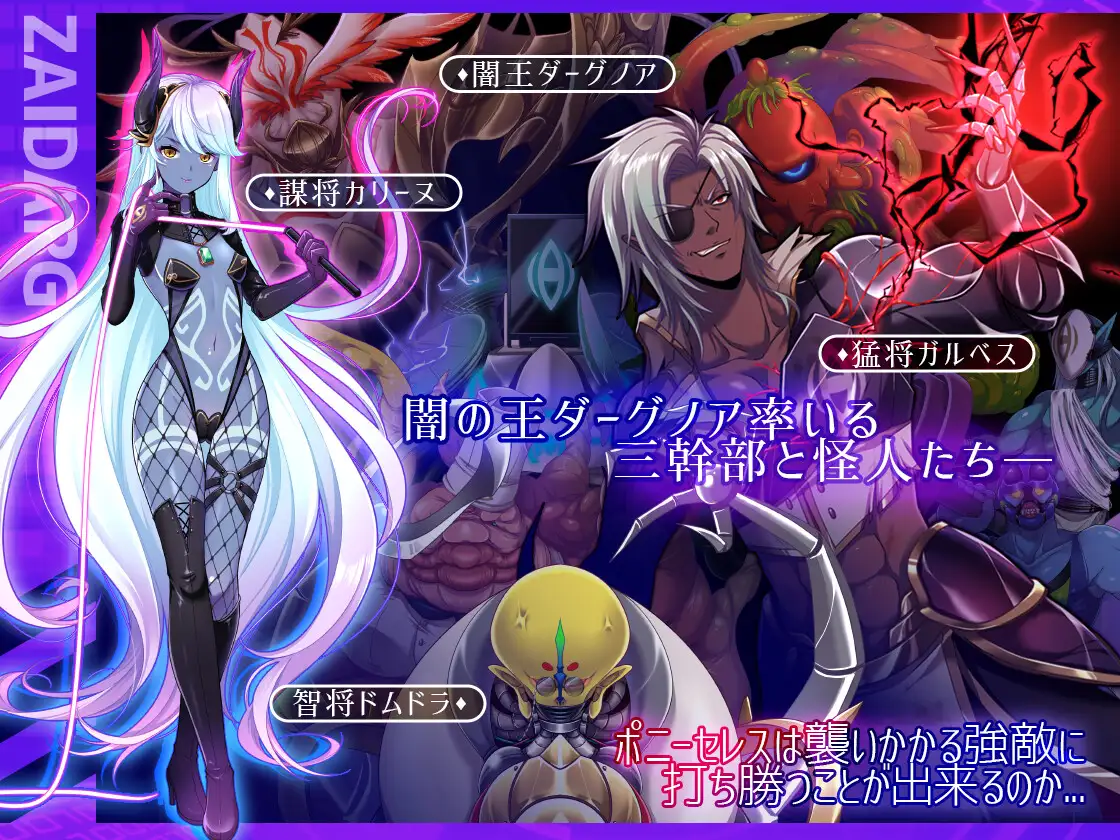 ZAIDARG
♦闇王ダーグノア
♦謀将カリーヌ
♦猛将ガルベス
闇の王ダーグノア率いる
三幹部と怪人たち―
智将ドムドラ♦
ポニーセレスは襲いかかる強敵に
打ち勝つことが出来るのか...